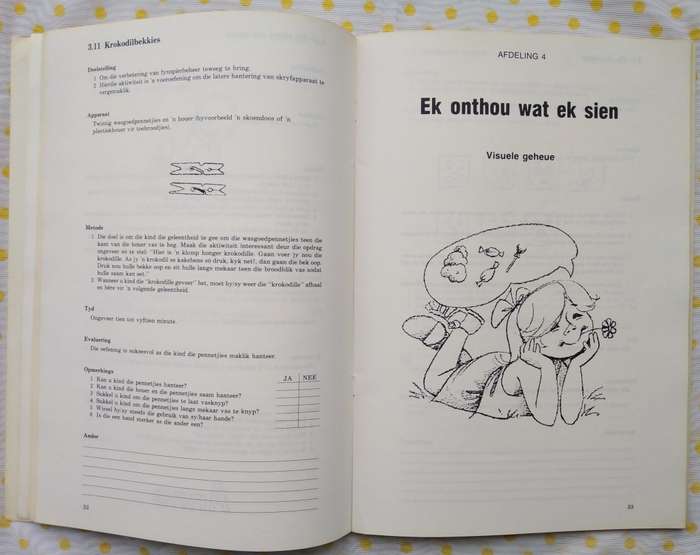 3.11 Krokodilbekkies
Doelstelling
1 Om die verbetering van fynspierbeheer teweeg te bring.
2 Hierdie aktiwiteit is 'n vooroefening om die latere hantering van skryfapparaat te
vergemaklik.
Apparaat
Twintig wasgoedpennetjies en 'n houer (byvoorbeeld 'n skoendoos of 'n
plastiekhouer vir toebroodjies).
Metode
1 Die doel is om die kind die geleentheid te gee om die wasgoedpennetjies teen die
kant van die houer vas te heg. Maak die aktiwiteit interessant deur die opdrag
ongeveer so te stel: "Hier is 'n klomp honger krokodille. Gaan voer jy nou die
krokodille. As jy 'n krokodil se kakebeen so druk, kyk net!, dan gaan die bek oop.
Druk nou hulle bekke oop en sit hulle langs mekaar teen die broodblik vas sodat
hulle saam kan eet."
2 Wanneer u kind die "krokodille gevoer" het, moet hy/sy weer die "krokodille" afhaal
en bêre vir 'n volgende geleentheid.
Tyd
Ongeveer tien tot vyftien minute.
Evaluering
Die oefening is suksesvol as die kind die pennetjies maklik hanteer.
Opmerkings
JA NEE
1 Kan u kind die pennetjies hanteer?
2 Kan u kind die houer en die pennetjies saam hanteer?
3 Sukkel u kind om die pennetjies te laat vasknyp?
4 Sukkel u kind om die pennetjies langs mekaar vas te knyp?
5 Wissel hy/sy steeds die gebruik van sy/haar hande?
6 Is die een hand sterker as die ander een?
Ander
32
AFDELING 4
Ek onthou wat ek sien
Visuele geheue
33